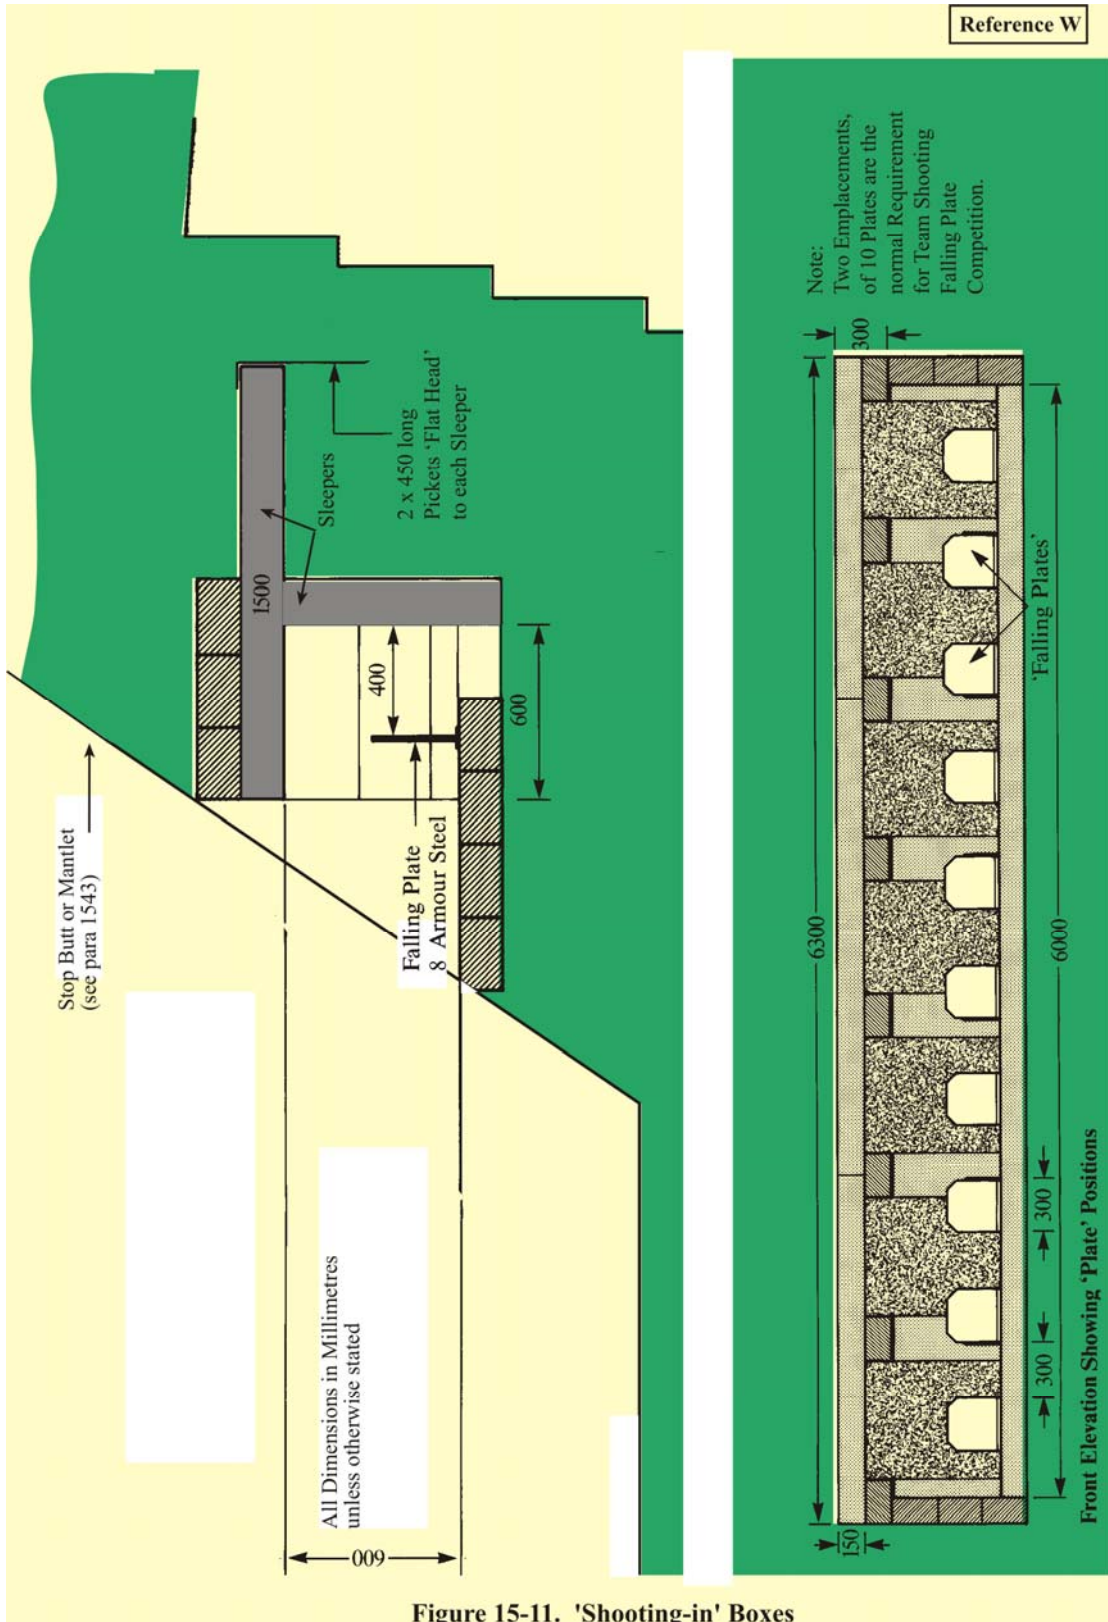 Reference W
Stop Butt or Mantlet
(see para 1543)
1500
Sleepers
2 x 450 long
Pickets 'Flat Head'
to each Sleeper
400
600
Falling Plate
8 Armour Steel
All Dimensions in Millimetres
unless otherwise stated
600
Note:
Two Emplacements,
of 10 Plates are the
normal Requirement
for Team Shooting
Falling Plate
Competition.
300
6300
150
'Falling Plates'
6000
300
300
Front Elevation Showing 'Plate' Positions
Figure 15-11. 'Shooting-in' Boxes